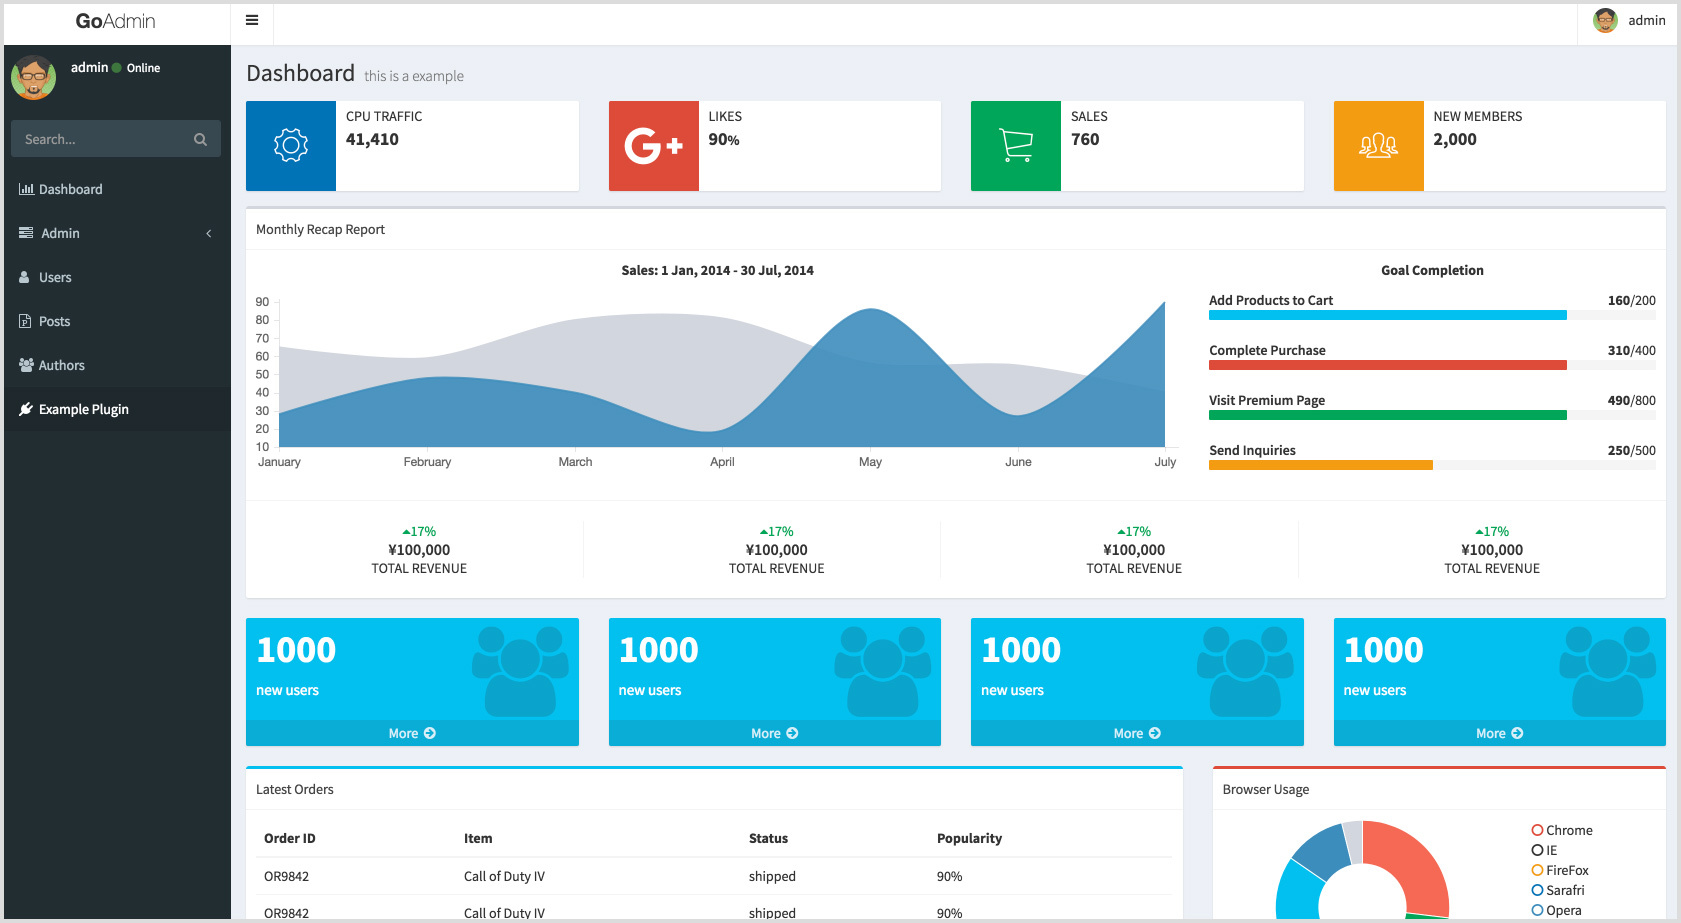 GoAdmin
admin
admin Online
Search...
Dashboard
Admin
Users
Posts
Authors
Example Plugin
Dashboard this is a example
CPU TRAFFIC
41,410
LIKES
90%
SALES
760
NEW MEMBERS
2,000
Monthly Recap Report
Sales: 1 Jan, 2014 - 30 Jul, 2014
90
80
70
60
50
40
30
20
10
January February March April May June July
Goal Completion
Add Products to Cart 160/200
Complete Purchase 310/400
Visit Premium Page 490/800
Send Inquiries 250/500
17%
¥100,000
TOTAL REVENUE
17%
¥100,000
TOTAL REVENUE
17%
¥100,000
TOTAL REVENUE
17%
¥100,000
TOTAL REVENUE
1000
new users
More
1000
new users
More
1000
new users
More
1000
new users
More
Latest Orders
Order ID Item Status Popularity
OR9842 Call of Duty IV shipped 90%
OR9842 Call of Duty IV shipped 90%
Browser Usage
Chrome
IE
FireFox
Sarafri
Opera